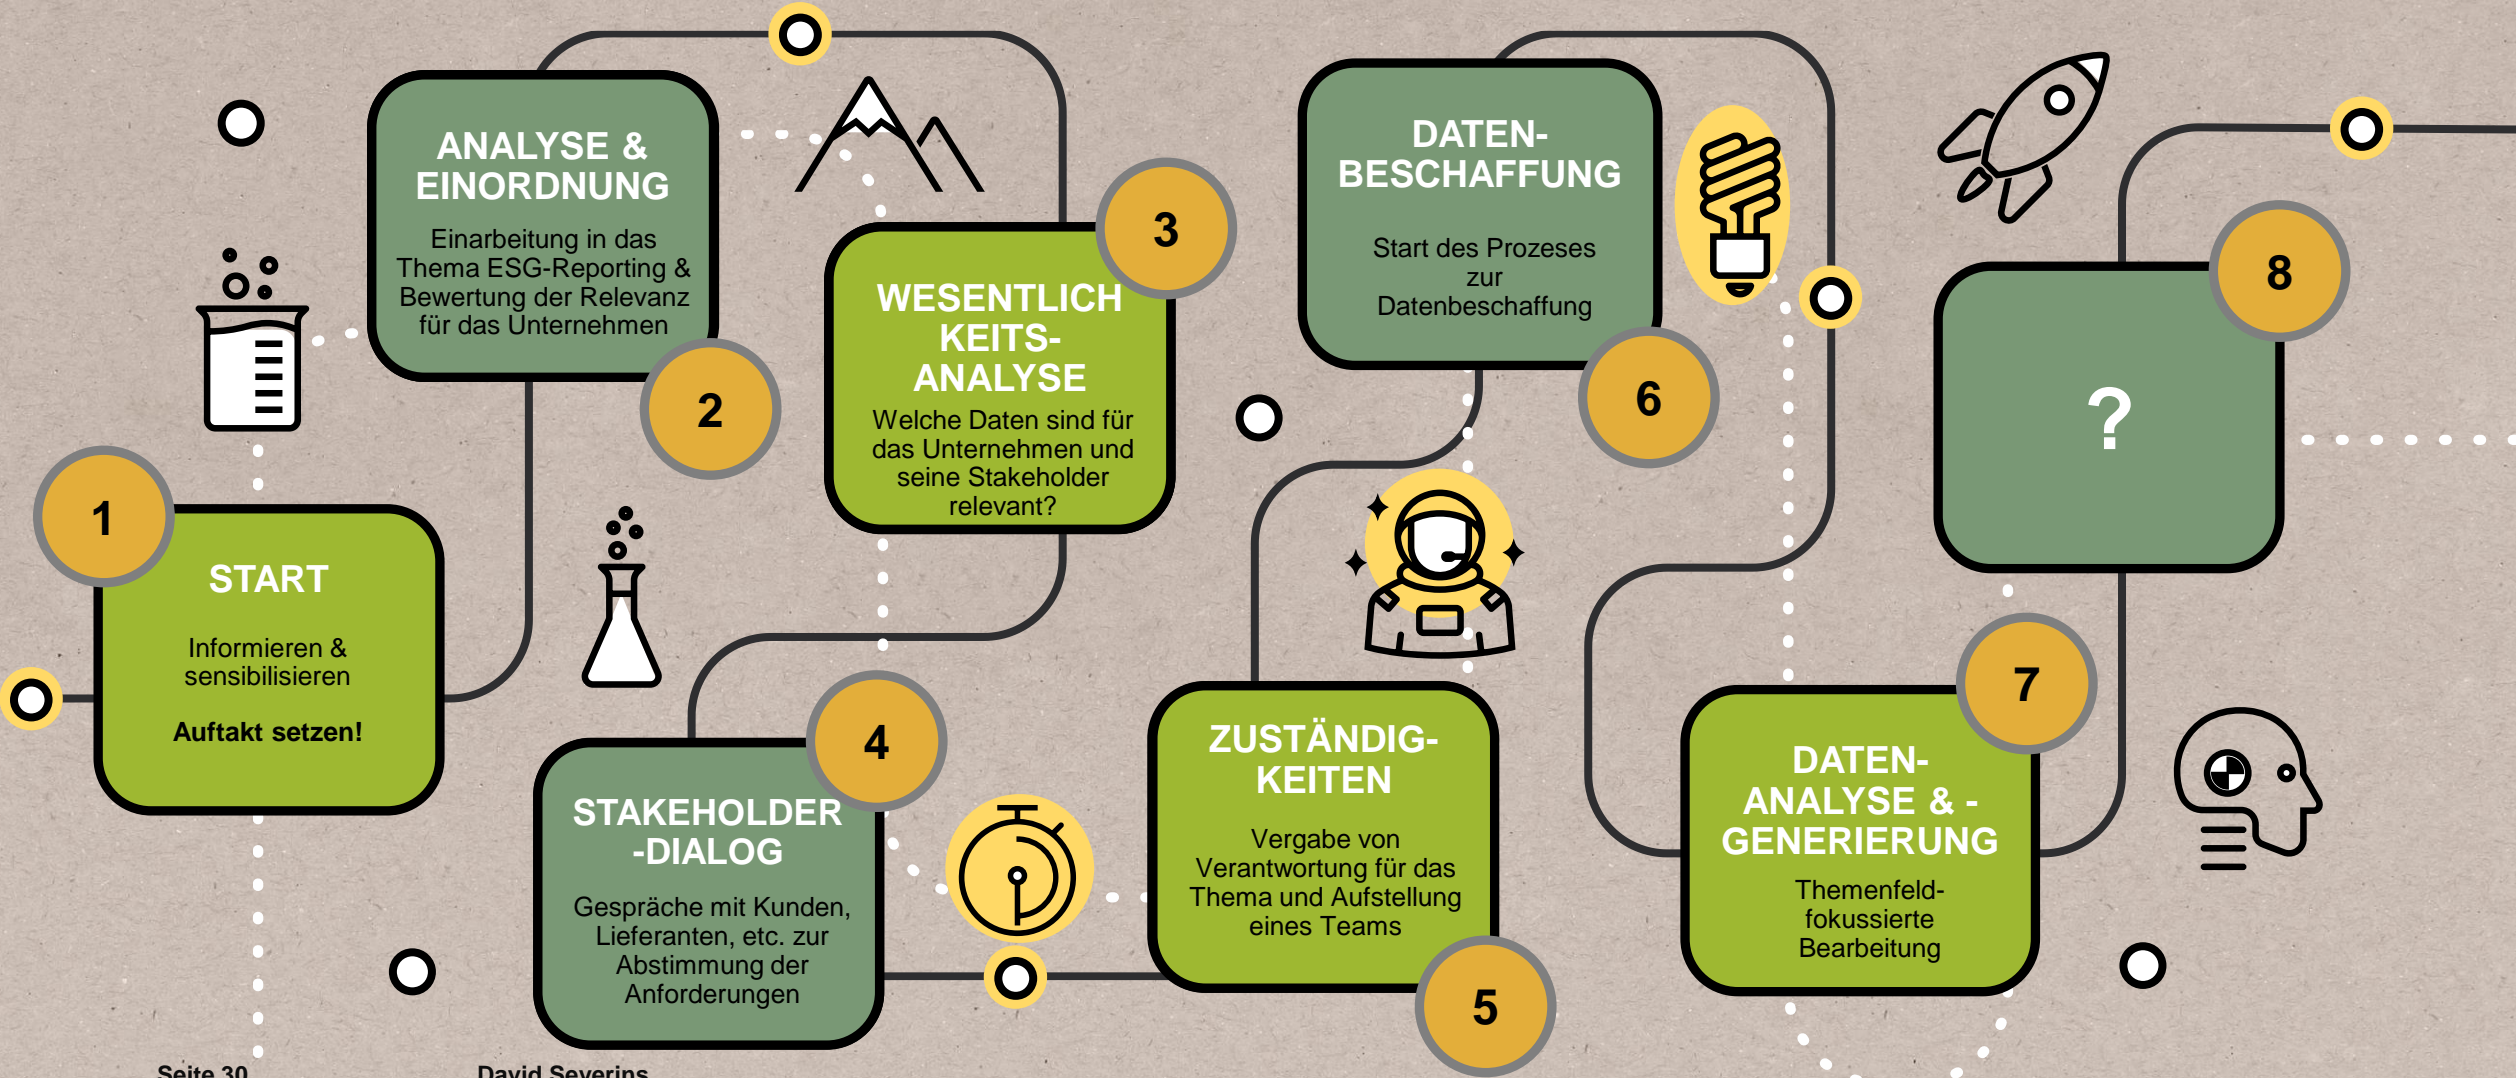 1
START
Informieren &
sensibilisieren
Auftakt setzen!
ANALYSE &
EINORDNUNG
Einarbeitung in das
Thema ESG-Reporting &
Bewertung der Relevanz
für das Unternehmen
2
3
WESENTLICH
KEITS-
ANALYSE
Welche Daten sind für
das Unternehmen und
seine Stakeholder
relevant?
4
STAKEHOLDER
-DIALOG
Gespräche mit Kunden,
Lieferanten, etc. zur
Abstimmung der
Anforderungen
ZUSTÄNDIG-
KEITEN
Vergabe von
Verantwortung für das
Thema und Aufstellung
eines Teams
5
DATEN-
BESCHAFFUNG
Start des Prozeses
zur
Datenbeschaffung
6
7
DATEN-
ANALYSE & -
GENERIERUNG
Themenfeld-
fokussierte
Bearbeitung
8
?
Seite 30
David Severins